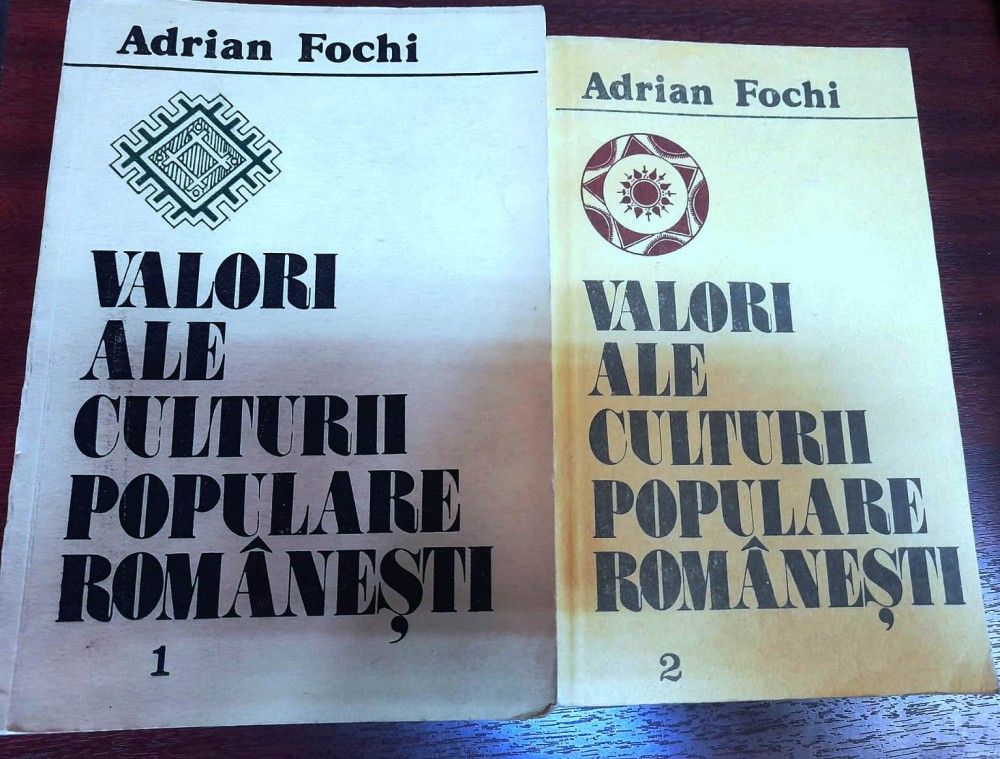 Adrian Fochi
VALORI
ALE
CULTURII
POPULARE
ROMÂNEȘTI
1
Adrian Fochi
VALORI
ALE
CULTURII
POPULARE
ROMÂNEȘTI
2